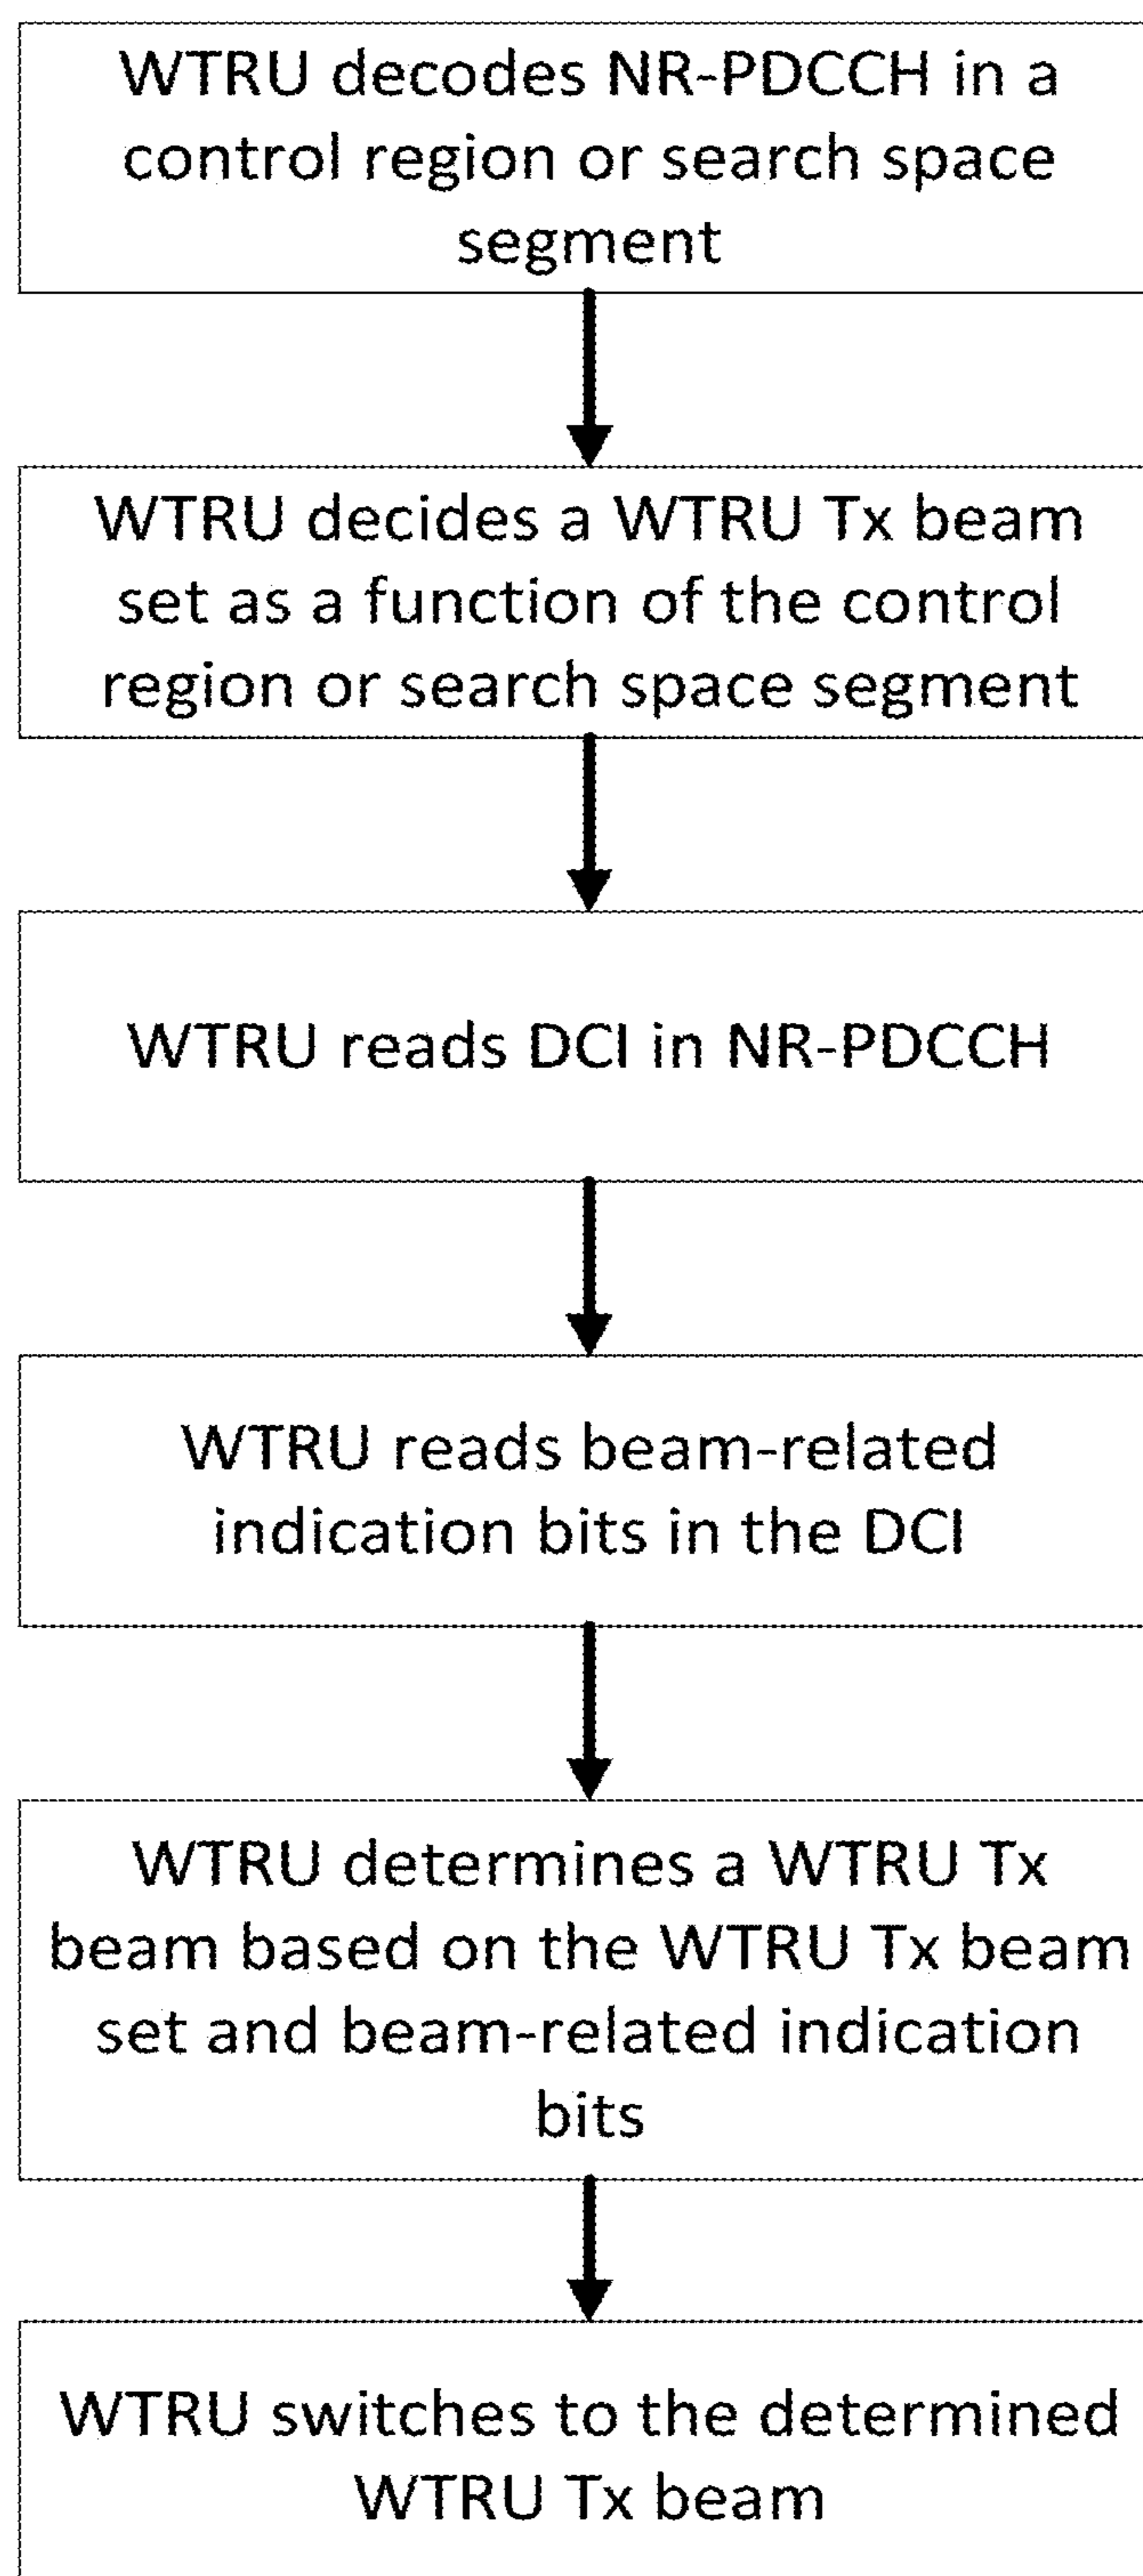 WTRU decodes NR-PDCCH in a
control region or search space
segment
WTRU decides a WTRU Tx beam
set as a function of the control
region or search space segment
WTRU reads DCI in NR-PDCCH
WTRU reads beam-related
indication bits in the DCI
WTRU determines a WTRU Tx
beam based on the WTRU Tx beam
set and beam-related indication
bits
WTRU switches to the determined
WTRU Tx beam